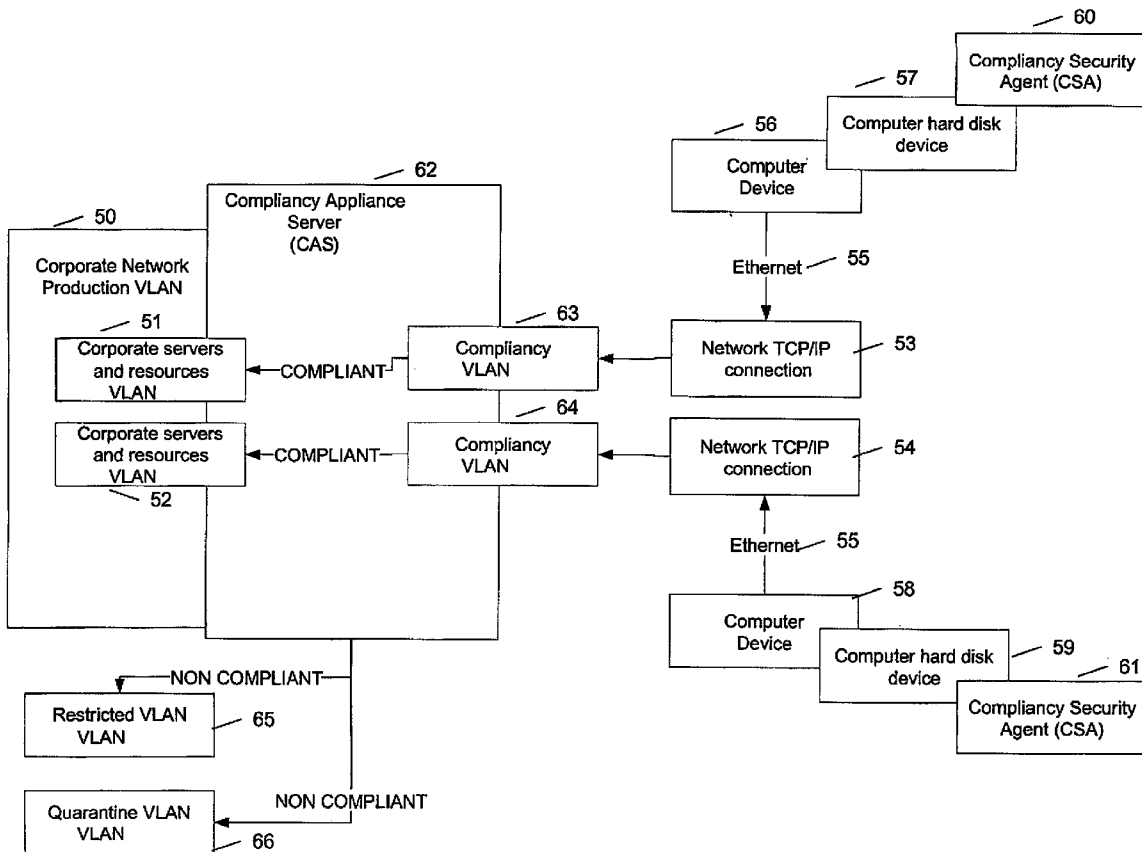 60
Compliancy Security
Agent (CSA)
57
Computer hard disk
device
56
Computer
Device
62
Compliancy Appliance
Server
(CAS)
50
Corporate Network
Production VLAN
Ethernet
55
51
Corporate servers
and resources
VLAN
COMPLIANT
63
Compliancy
VLAN
Network TCP/IP
connection
53
64
Corporate servers
and resources
VLAN
52
COMPLIANT
Compliancy
VLAN
Network TCP/IP
connection
54
Ethernet
55
58
Computer
Device
59
Computer hard disk
device
61
Compliancy Security
Agent (CSA)
NON COMPLIANT
Restricted VLAN
VLAN
65
NON COMPLIANT
Quarantine VLAN
VLAN
66